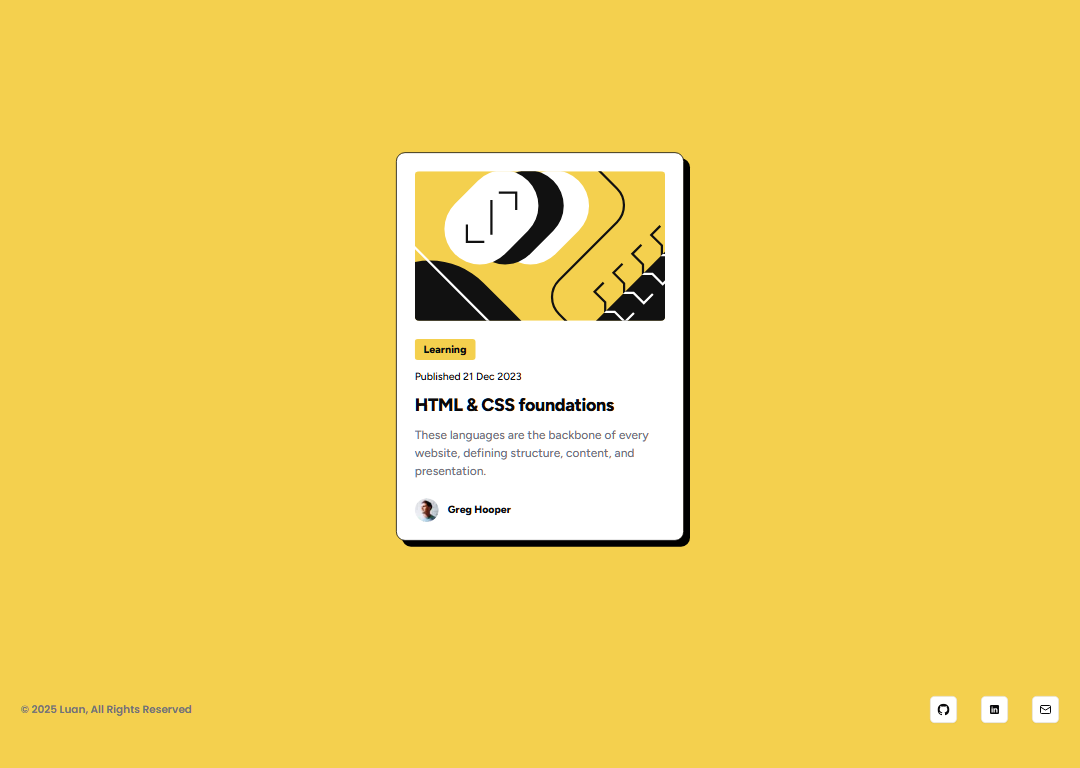 Learning
Published 21 Dec 2023
HTML & CSS foundations
These languages are the backbone of every
website, defining structure, content, and
presentation.
Greg Hooper
© 2025 Luan, All Rights Reserved